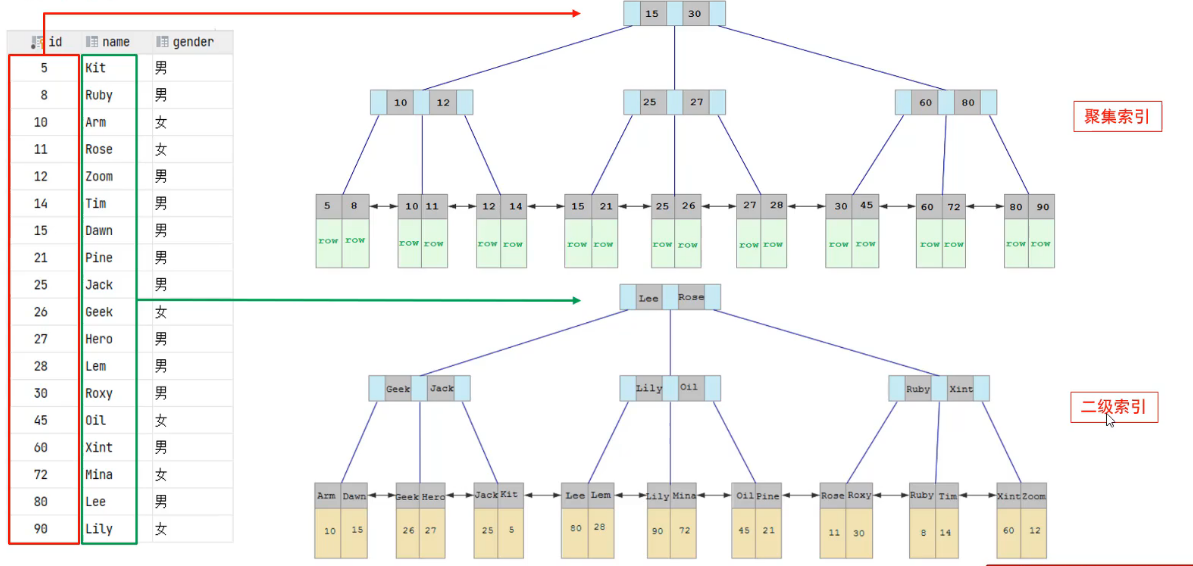 id name gender
5 Kit 男
8 Ruby 男
10 Arm 女
11 Rose 女
12 Zoom 男
14 Tim 男
15 Dawn 男
21 Pine 男
25 Jack 男
26 Geek 女
27 Hero 男
28 Lem 男
30 Roxy 男
45 Oil 女
60 Xint 男
72 Mina 女
80 Lee 男
90 Lily 女
15 30
10 12 25 27 60 80
聚集索引
5 8 10 11 12 14 15 21 25 26 27 28 30 45 60 72 80 90
row row row row row row row row row row row row row row row row row row
Lee Rose
Geek Jack Lily Oil Ruby Xint
二级索引
Arm Dawn Geek Hero Jack Kit Lee Lem Lily Mina Oil Pine Rose Roxy Ruby Tim Xint Zoom
10 15 26 27 25 5 80 28 90 72 45 21 11 30 8 14 60 12